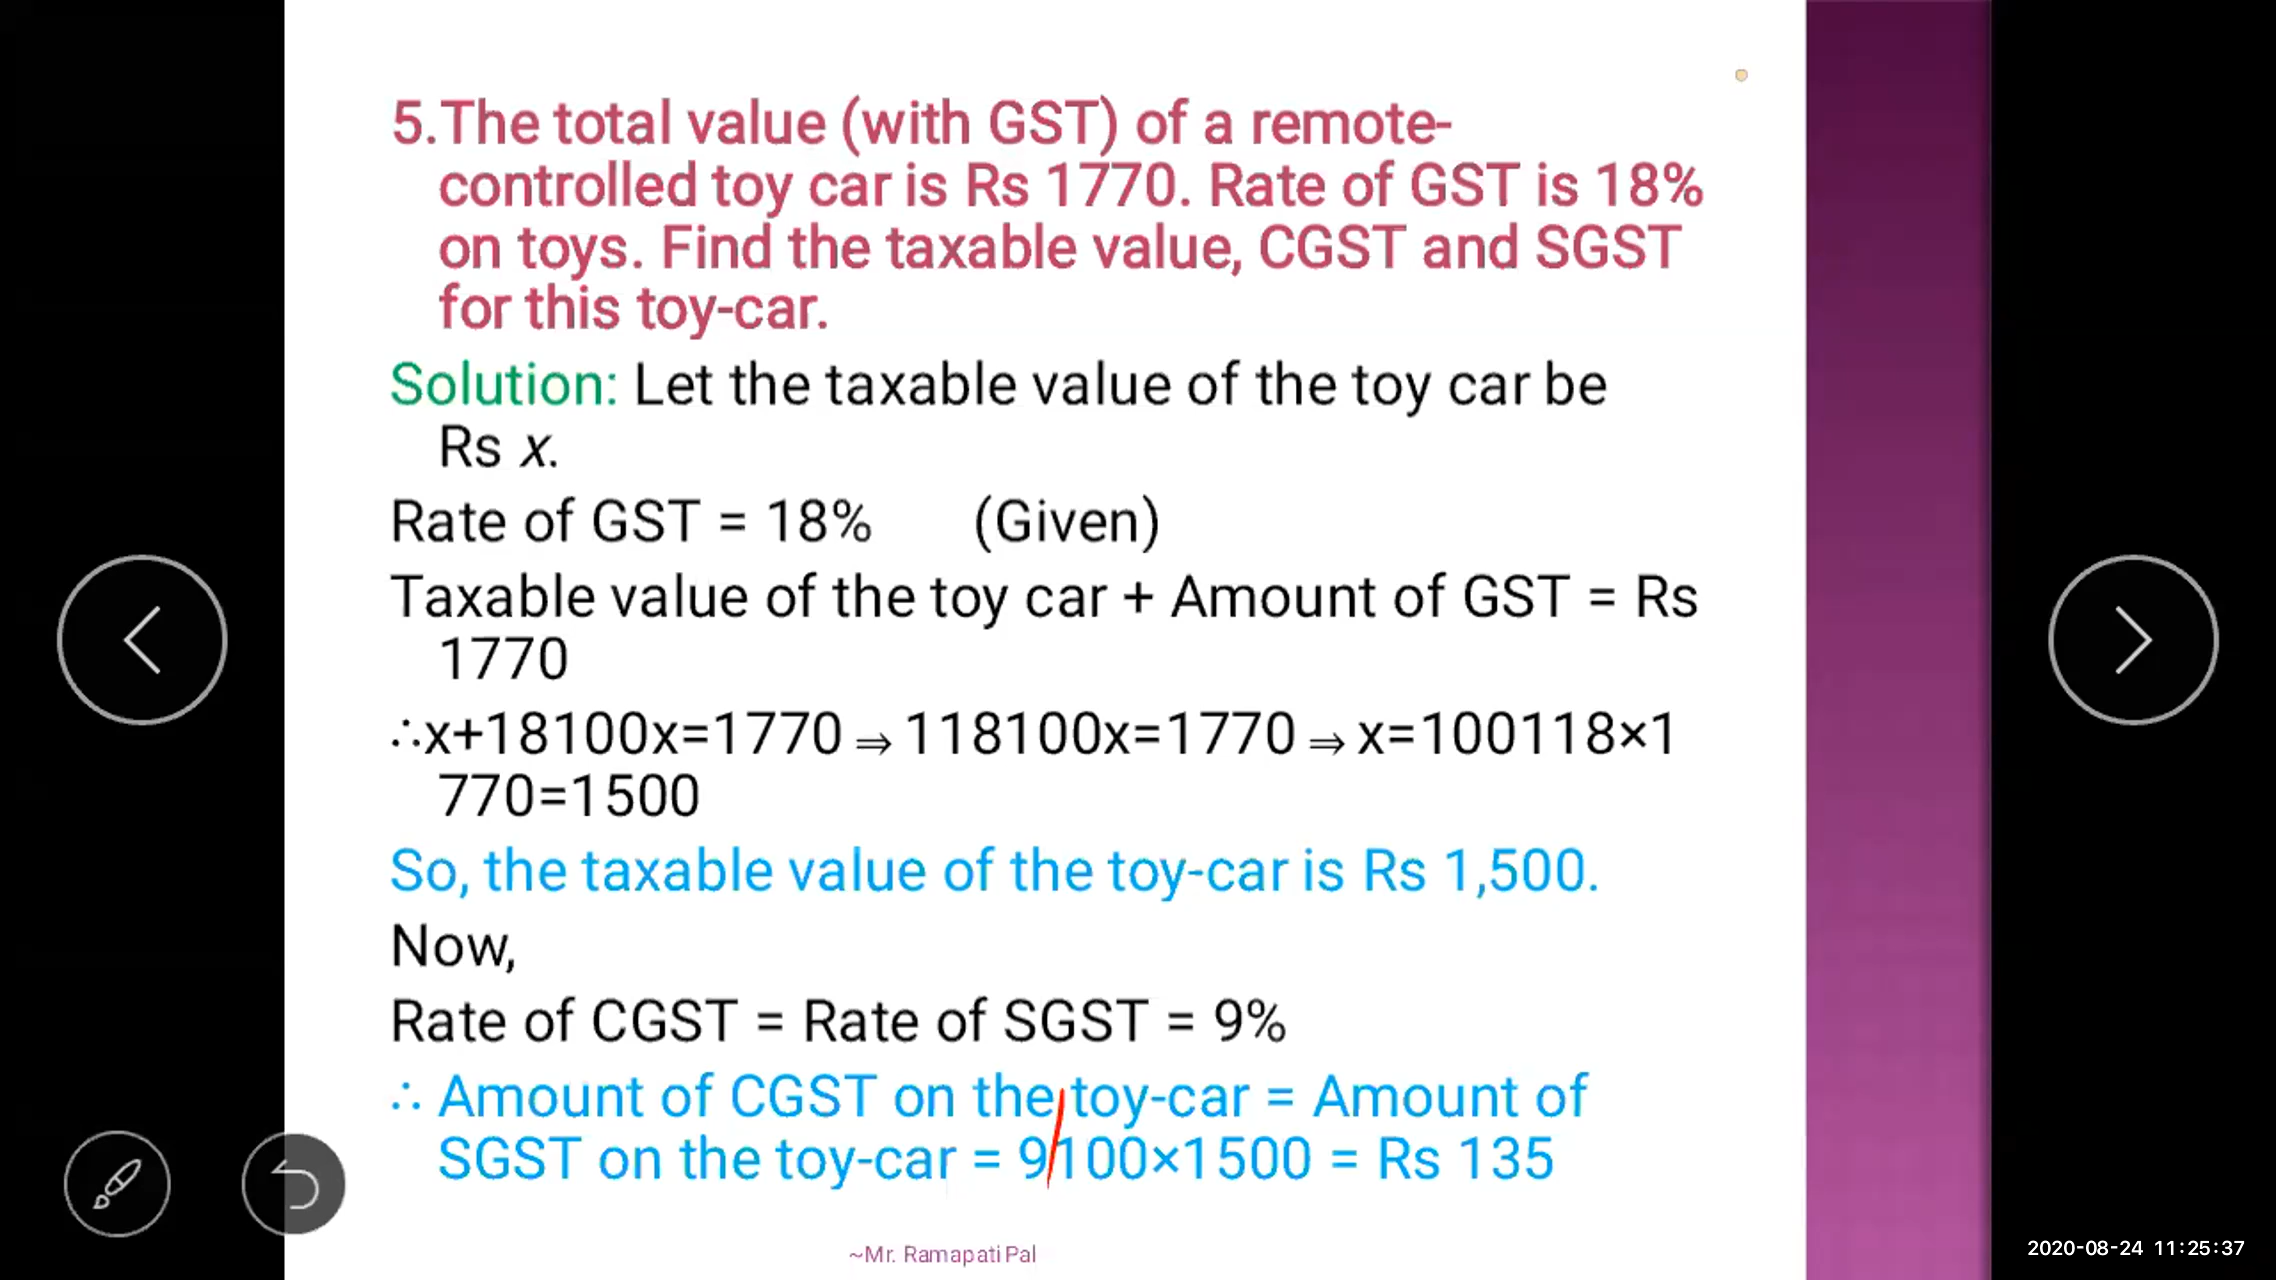 5.The total value (with GST) of a remote-
controlled toy car is Rs 1770. Rate of GST is 18%
on toys. Find the taxable value, CGST and SGST
for this toy-car.
Solution: Let the taxable value of the toy car be
Rs x.
Rate of GST = 18% (Given)
Taxable value of the toy car + Amount of GST = Rs
1770
∴x+18100x=1770⇒118100x=1770⇒x=100118×1
770=1500
So, the taxable value of the toy-car is Rs 1,500.
Now,
Rate of CGST = Rate of SGST = 9%
∴ Amount of CGST on the toy-car = Amount of
SGST on the toy-car = 9/100×1500 = Rs 135
~Mr. Ramapati Pal
2020-08-24 11:25:37